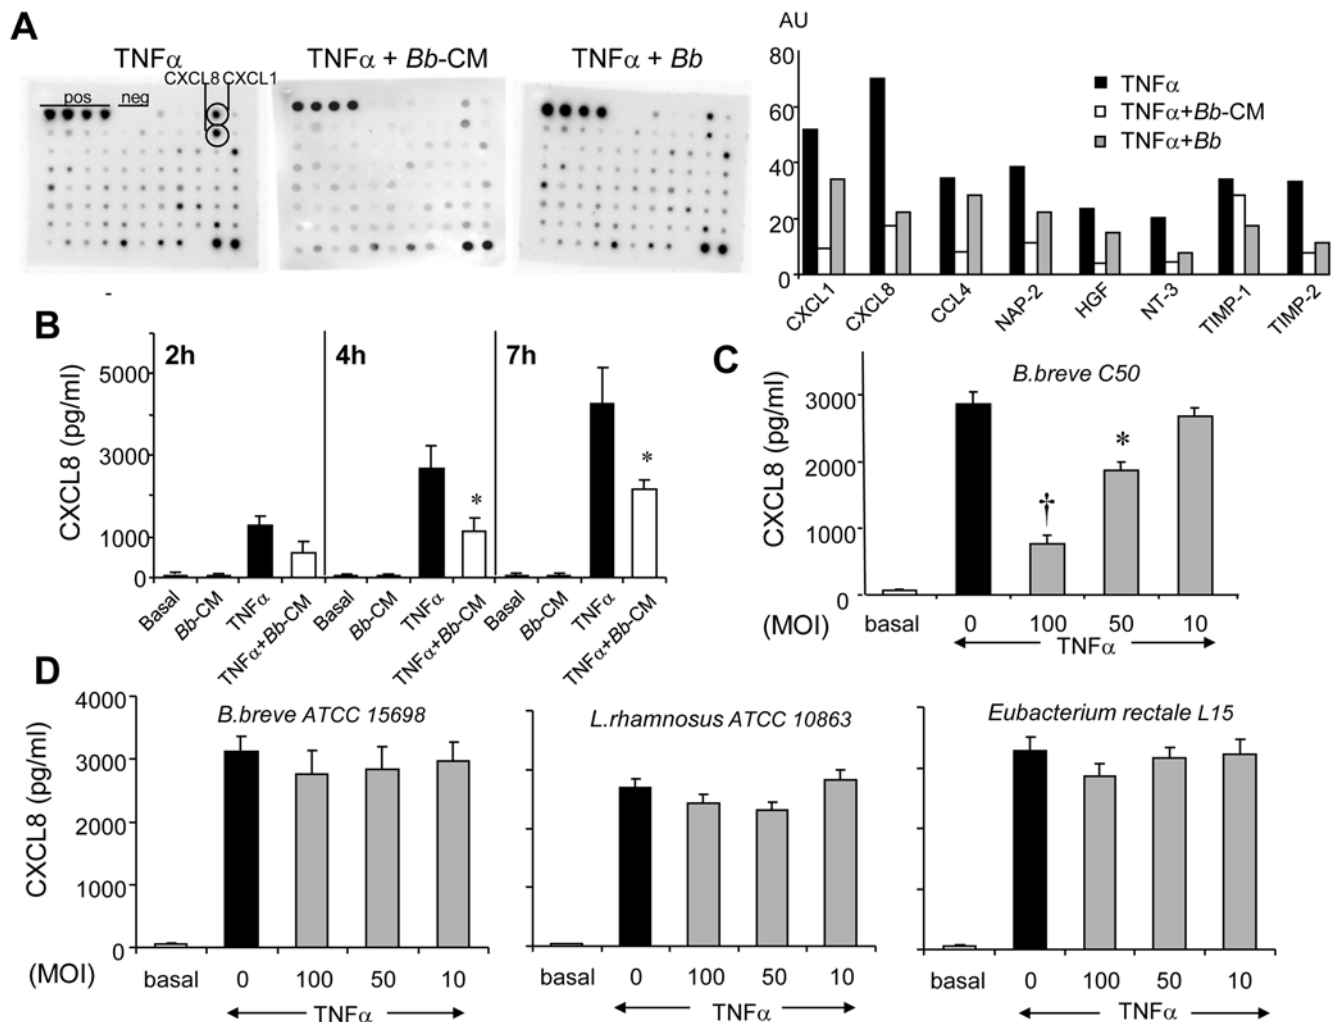 A
TNFα
TNFα + Bb-CM
TNFα + Bb
CXCL8 CXCL1
pos neg
AU
80
60
40
20
0
TNFα
TNFα+Bb-CM
TNFα+Bb
CXCL1 CXCL8 CCL4 NAP-2 HGF NT-3 TIMP-1 TIMP-2
-
B
CXCL8 (pg/ml)
5000
3000
1000
0
2h 4h 7h
* *
Basal Bb-CM TNFα TNFα+Bb-CM Basal Bb-CM TNFα TNFα+Bb-CM Basal Bb-CM TNFα TNFα+Bb-CM
C
B.breve C50
CXCL8 (pg/ml)
3000
2000
1000
0
† *
(MOI) basal 0 100 50 10
TNFα
D
CXCL8 (pg/ml)
4000
3000
2000
1000
0
B.breve ATCC 15698
(MOI) basal 0 100 50 10
TNFα
L.rhamnosus ATCC 10863
basal 0 100 50 10
TNFα
Eubacterium rectale L15
basal 0 100 50 10
TNFα